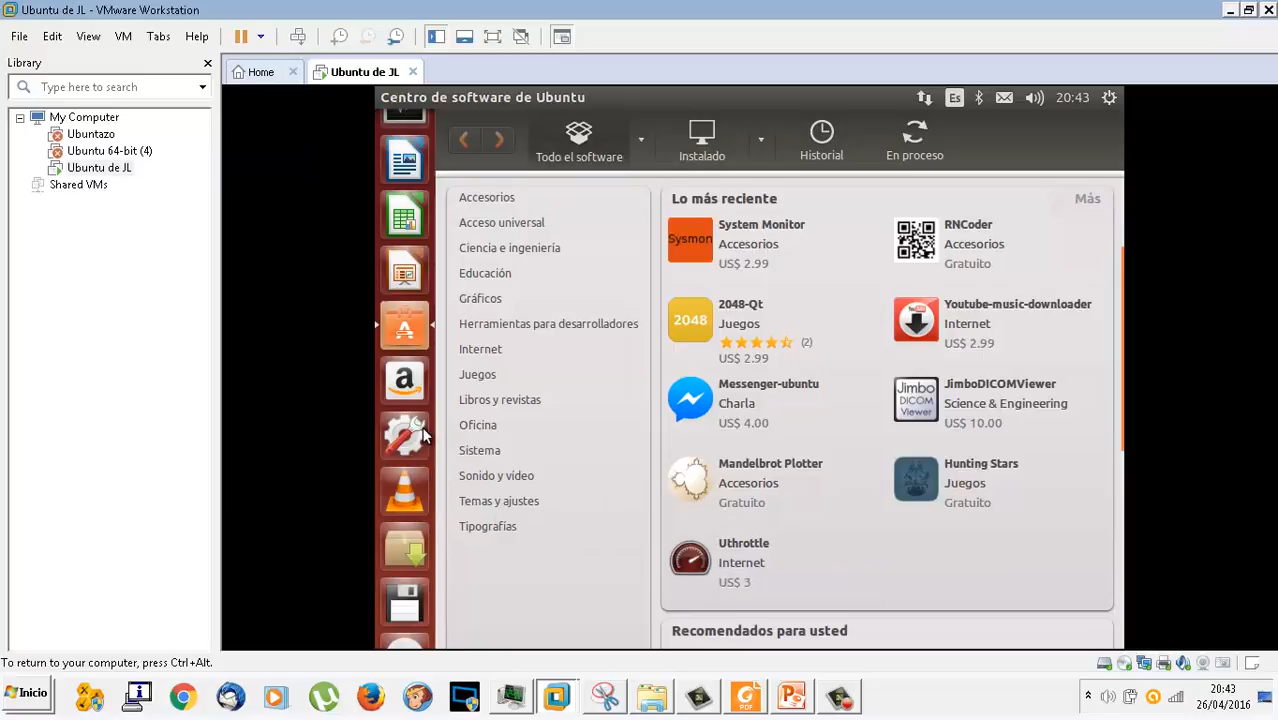 Ubuntu de JL - VMware Workstation
File Edit View VM Tabs Help
Library
Type here to search
My Computer
Ubuntazo
Ubuntu 64-bit (4)
Ubuntu de JL
Shared VMs
Home
Ubuntu de JL
Centro de software de Ubuntu
Es
20:43
Todo el software
Instalado
Historial
En proceso
Accesorios
Acceso universal
Ciencia e ingeniería
Educación
Gráficos
Herramientas para desarrolladores
Internet
Juegos
Libros y revistas
Oficina
Sistema
Sonido y vídeo
Temas y ajustes
Tipografías
Lo más reciente
Más
Sysmon
System Monitor
Accesorios
US$ 2.99
RNCoder
Accesorios
Gratuito
2048
2048-Qt
Juegos
(2)
US$ 2.99
Youtube-music-downloader
Internet
US$ 2.99
Messenger-ubuntu
Charla
US$ 4.00
Jimbo
DICOM
Viewer
JimboDICOMViewer
Science & Engineering
US$ 10.00
Mandelbrot Plotter
Accesorios
Gratuito
Hunting Stars
Juegos
Gratuito
Uthrottle
Internet
US$ 3
Recomendados para usted
To return to your computer, press Ctrl+Alt.
Inicio
PDF
20:43
26/04/2016